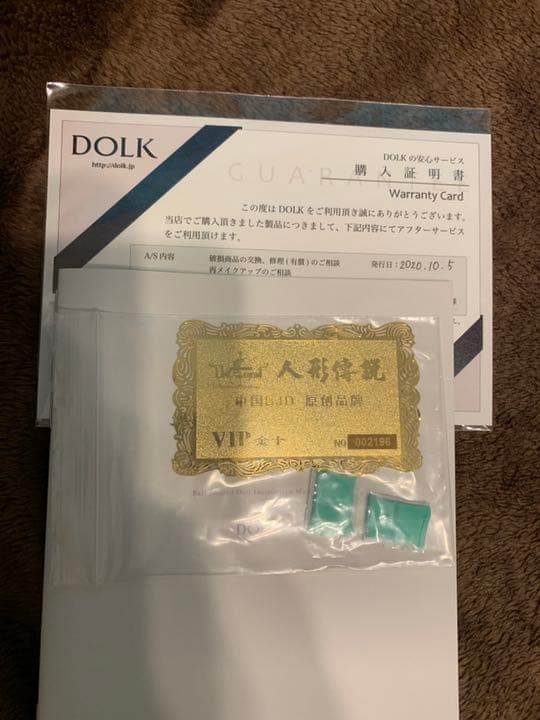 DOLK
http://dolk.jp
DOLKの安心サービス
GUARAN
購入証明書
Warranty Card
この度は DOLK をご利用頂き誠にありがとうございます。
当店でご購入頂きました製品につきまして、下記内容にてアフターサービス
をご利用頂けます。
A/S内容
破損商品の交換、修理(有償)のご相談
再メイクアップのご相談
発行日:2020.10.5
人形傳說
中国BJD 原创品牌
VIP金卡
NO 002196
DOLK